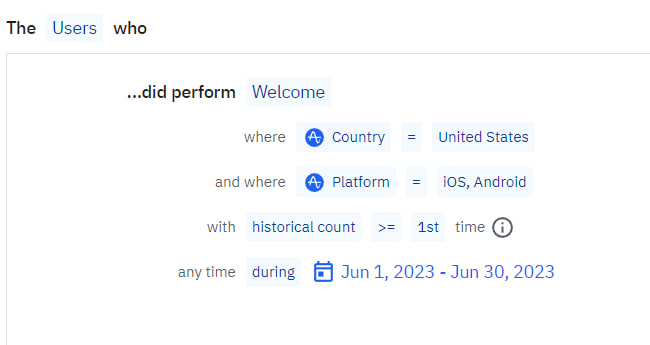 The Users who
...did perform Welcome
where Country = United States
and where Platform = iOS, Android
with historical count >= 1st time
any time during Jun 1, 2023 - Jun 30, 2023